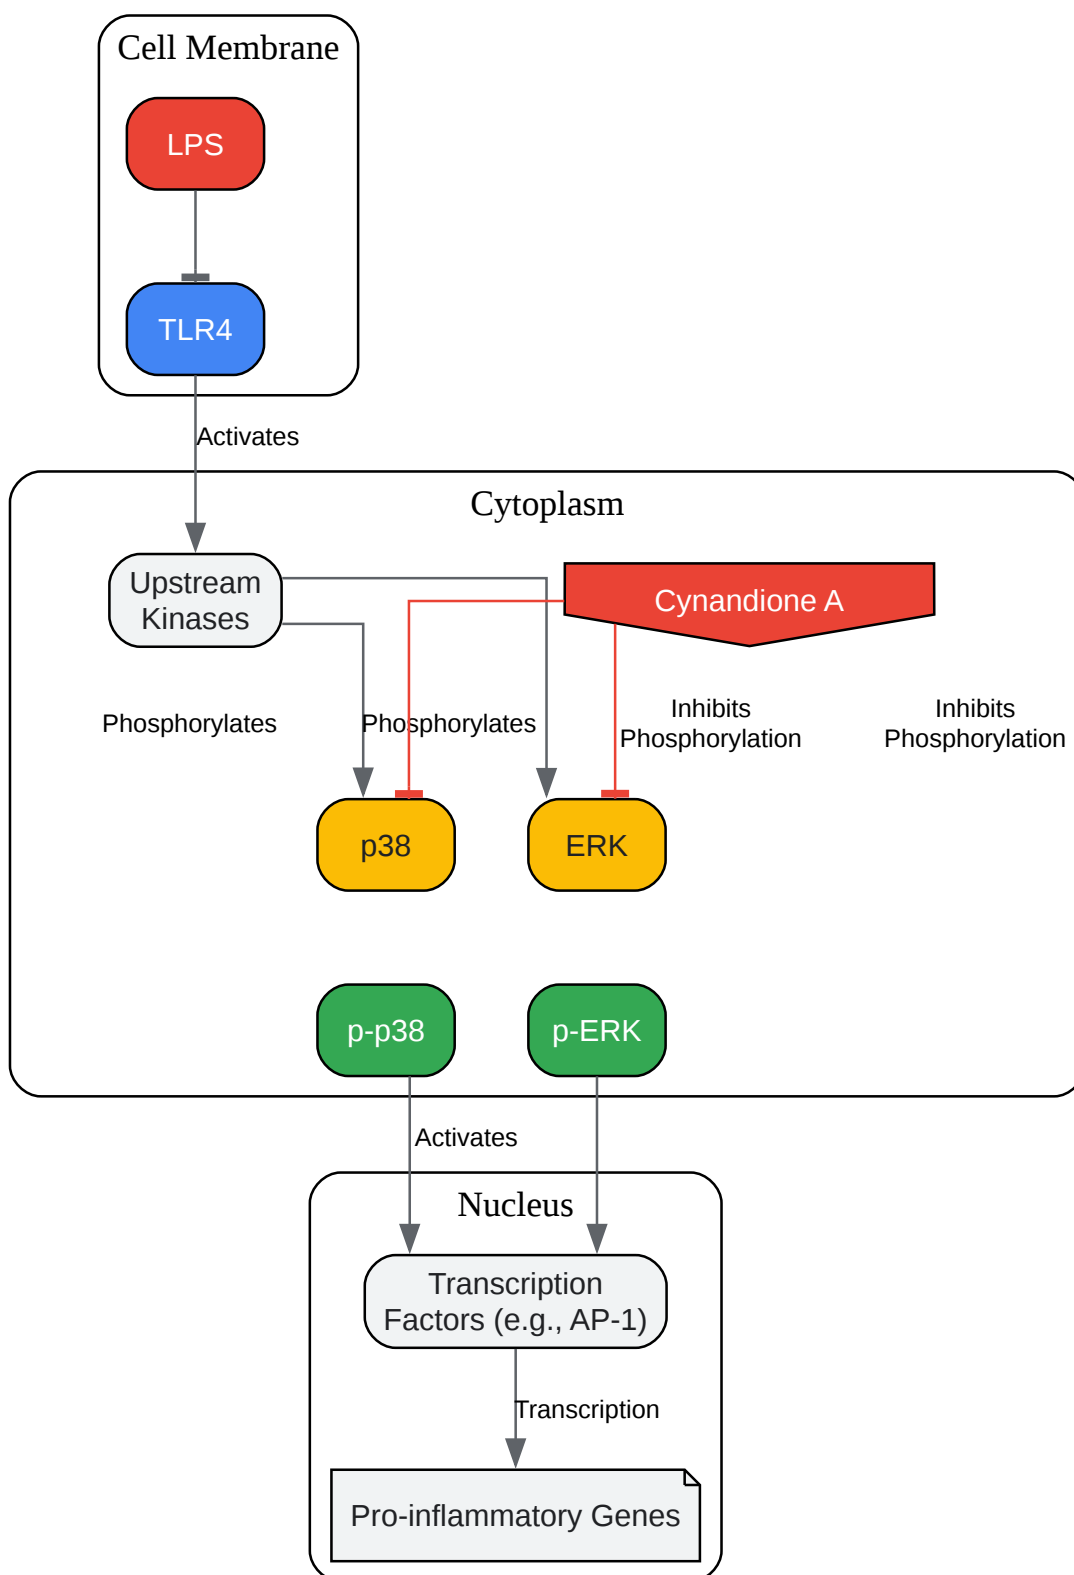 Cell Membrane
LPS
TLR4
Activates
Cytoplasm
Upstream
Kinases
Cynandione A
Phosphorylates
Phosphorylates
Inhibits
Phosphorylation
Inhibits
Phosphorylation
p38
ERK
p-p38
p-ERK
Activates
Nucleus
Transcription
Factors (e.g., AP-1)
Transcription
Pro-inflammatory Genes